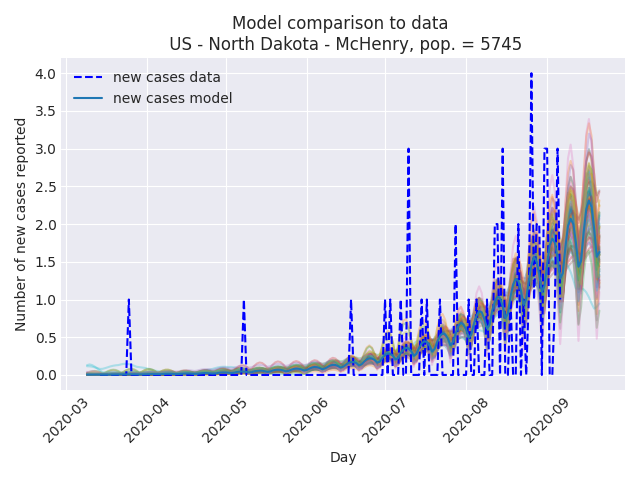 Model comparison to data
US - North Dakota - McHenry, pop. = 5745
new cases data
new cases model
Number of new cases reported
4.0
3.5
3.0
2.5
2.0
1.5
1.0
0.5
0.0
2020-03
2020-04
2020-05
2020-06
2020-07
2020-08
2020-09
Day